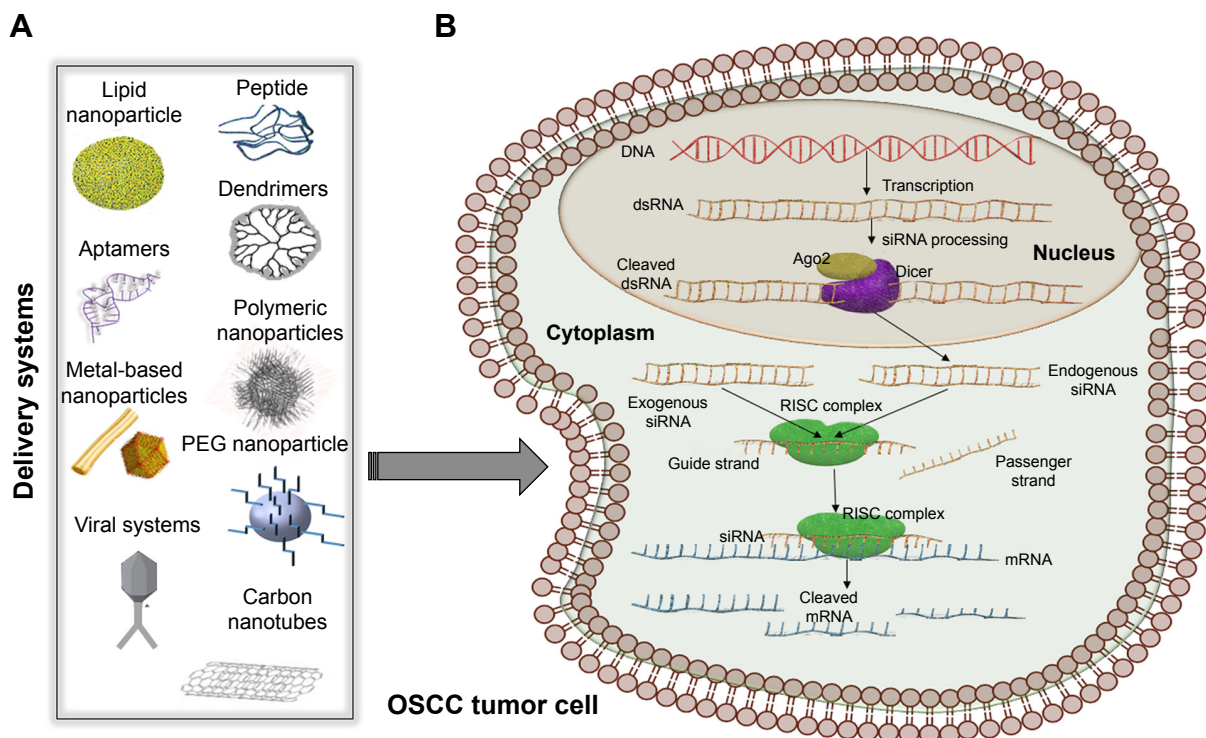 A
Delivery systems
Lipid
nanoparticle
Peptide
Dendrimers
Aptamers
Polymeric
nanoparticles
Metal-based
nanoparticles
PEG nanoparticle
Viral systems
Carbon
nanotubes
B
DNA
Transcription
dsRNA
siRNA processing
Nucleus
Ago2
Dicer
Cleaved
dsRNA
Cytoplasm
Exogenous
siRNA
Endogenous
siRNA
RISC complex
Guide strand
Passenger
strand
RISC complex
siRNA
mRNA
Cleaved
mRNA
OSCC tumor cell